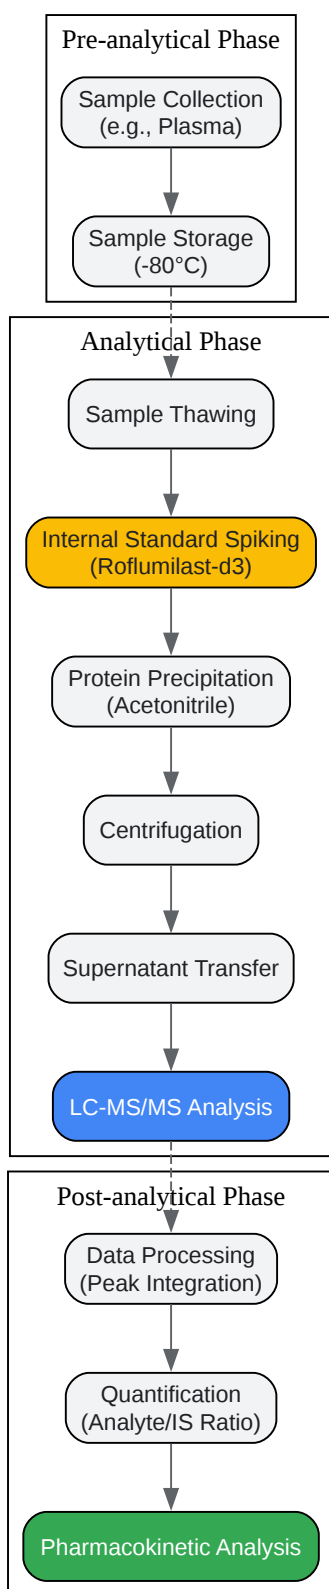 Pre-analytical Phase
Sample Collection
(e.g., Plasma)
Sample Storage
(-80°C)
Analytical Phase
Sample Thawing
Internal Standard Spiking
(Roflumilast-d3)
Protein Precipitation
(Acetonitrile)
Centrifugation
Supernatant Transfer
LC-MS/MS Analysis
Post-analytical Phase
Data Processing
(Peak Integration)
Quantification
(Analyte/IS Ratio)
Pharmacokinetic Analysis